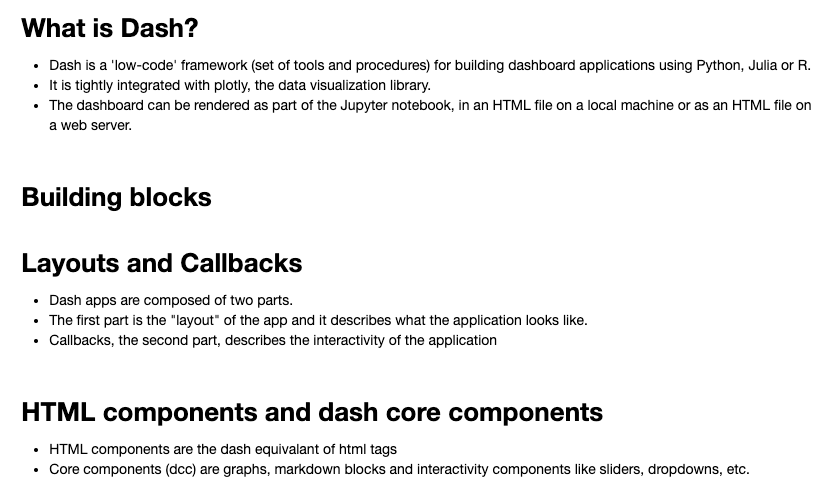 What is Dash?
Dash is a 'low-code' framework (set of tools and procedures) for building dashboard applications using Python, Julia or R.
It is tightly integrated with plotly, the data visualization library.
The dashboard can be rendered as part of the Jupyter notebook, in an HTML file on a local machine or as an HTML file on
a web server.
Building blocks
Layouts and Callbacks
Dash apps are composed of two parts.
The first part is the "layout" of the app and it describes what the application looks like.
Callbacks, the second part, describes the interactivity of the application
HTML components and dash core components
HTML components are the dash equivalant of html tags
Core components (dcc) are graphs, markdown blocks and interactivity components like sliders, dropdowns, etc.